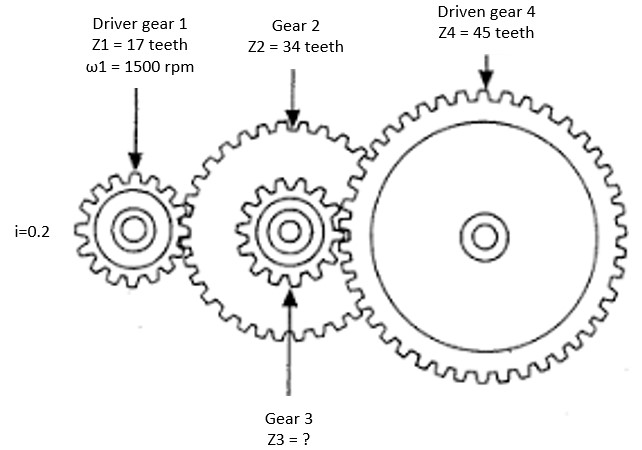 Driver gear 1
Z1 = 17 teeth
ω1 = 1500 rpm
Gear 2
Z2 = 34 teeth
Driven gear 4
Z4 = 45 teeth
i=0.2
Gear 3
Z3 = ?